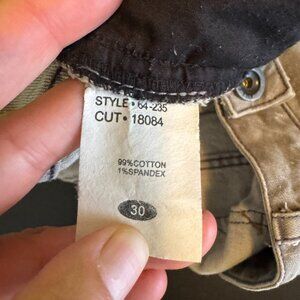 STYLE • 64-235
CUT • 18084
99%COTTON
1%SPANDEX
30